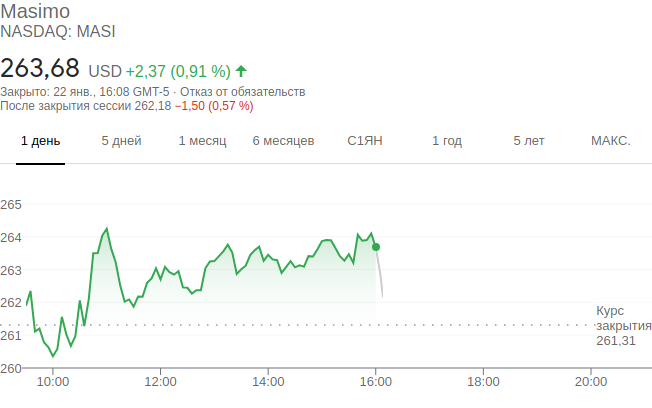 Masimo
NASDAQ: MASI
263,68 USD +2,37 (0,91 %)
Закрыто: 22 янв., 16:08 GMT-5 · Отказ от обязательств
После закрытия сессии 262,18 −1,50 (0,57 %)
1 день 5 дней 1 месяц 6 месяцев С1ЯН 1 год 5 лет МАКС.
265
264
263
262
Курс
закрытия
261,31
261
260
10:00 12:00 14:00 16:00 18:00 20:00